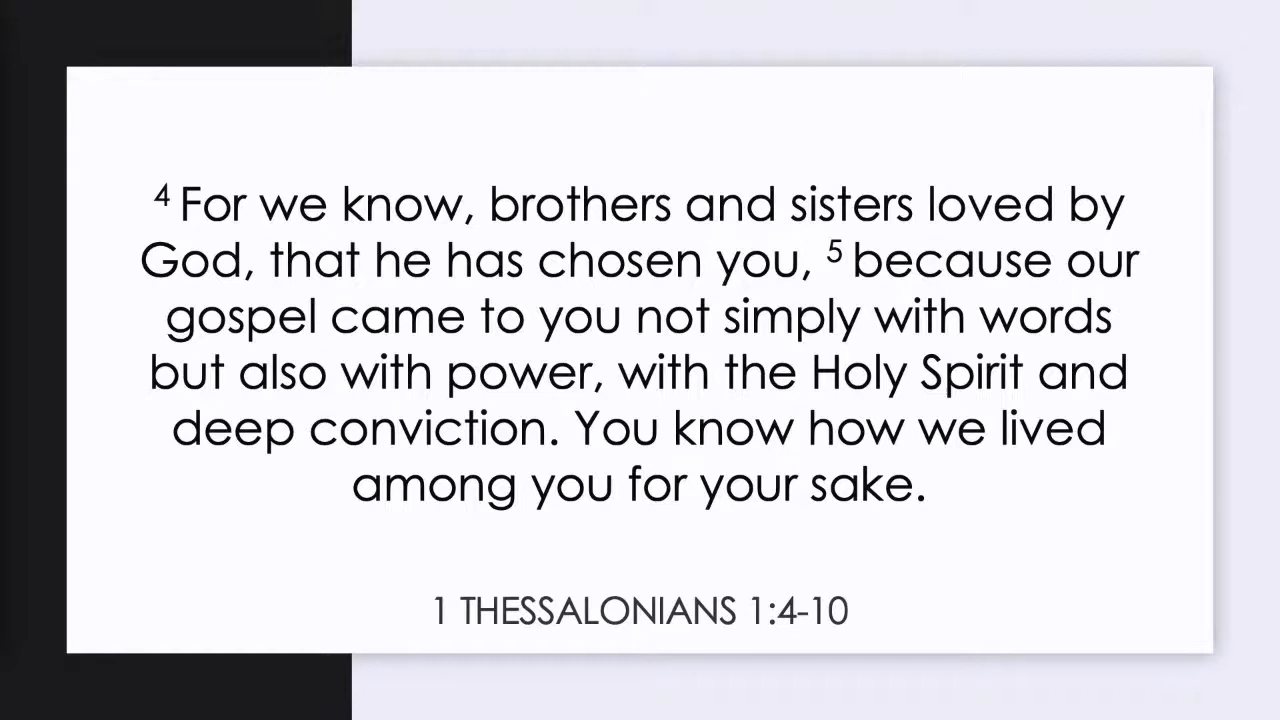 4 For we know, brothers and sisters loved by
God, that he has chosen you, 5 because our
gospel came to you not simply with words
but also with power, with the Holy Spirit and
deep conviction. You know how we lived
among you for your sake.
1 THESSALONIANS 1:4-10